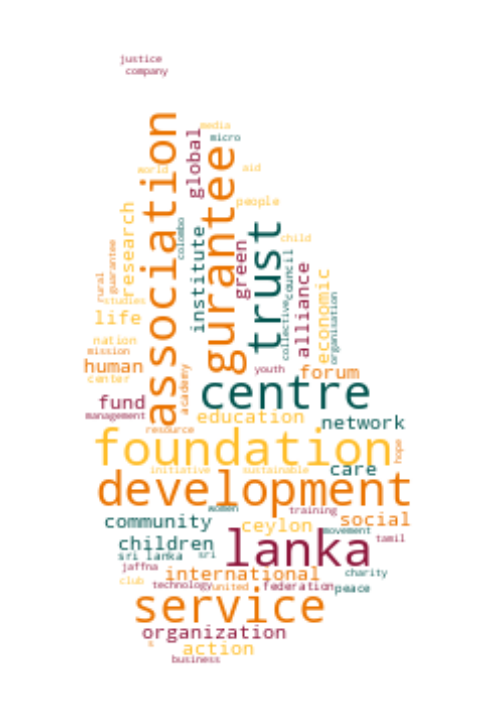 justice
company
media
micro
association
global
gurantee
aid
world
people
research
colombo
trust
institute
child
green
guarantee
rural
council
alliance
economic
studies
collective
organisation
life
nation
mission
human
center
academy
youth
forum
fund
centre
management
education
network
resource
foundation
hope
initiative
sustainable
care
development
women
training
community
ceylon
social
movement
children
lanka
tamil
sri lanka
sri
jaffna
international
charity
club
technology
united
federation
peace
service
organization
action
business